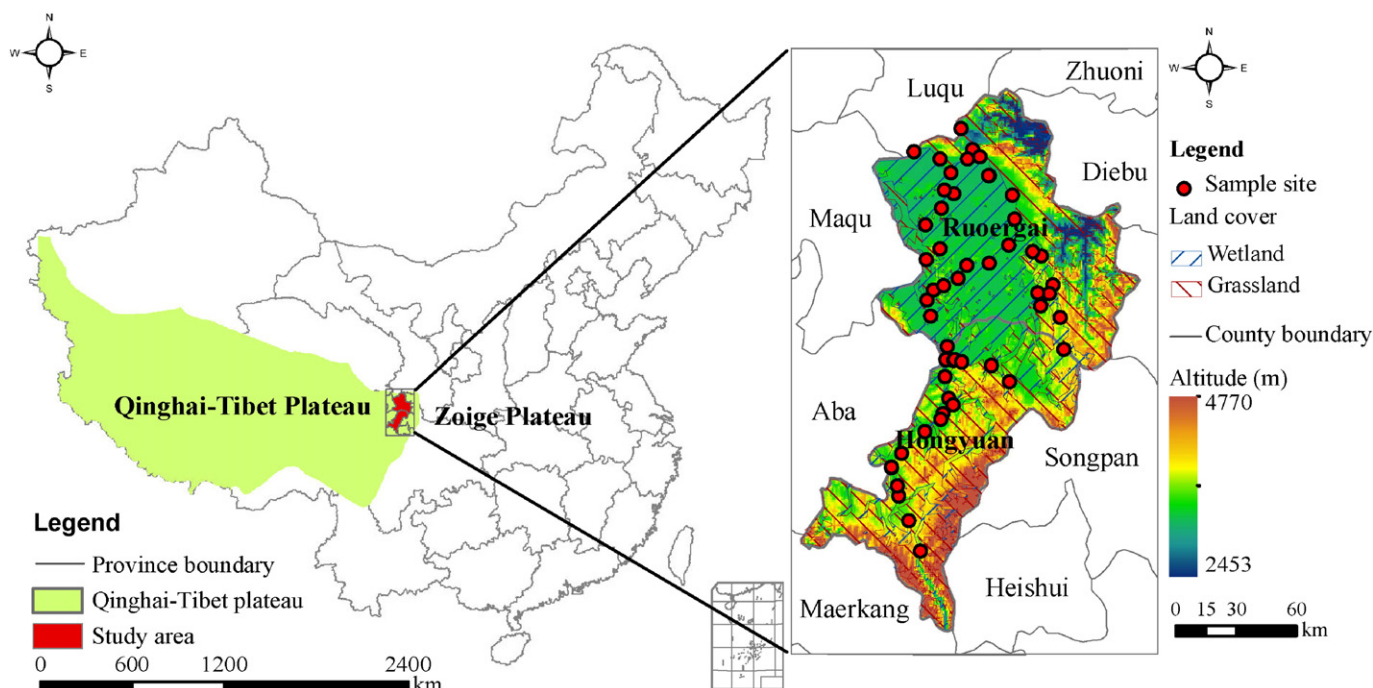 N
W E
S
Qinghai-Tibet Plateau
Zoige Plateau
Legend
Province boundary
Qinghai-Tibet plateau
Study area
0 600 1200 2400
km
Zhuoni
Luqu
Diebu
Maqu
Ruoergai
Aba
Hongyuan
Songpan
Heishui
Maerkang
N
W E
S
Legend
Sample site
Land cover
Wetland
Grassland
County boundary
Altitude (m)
4770
2453
0 15 30 60
km